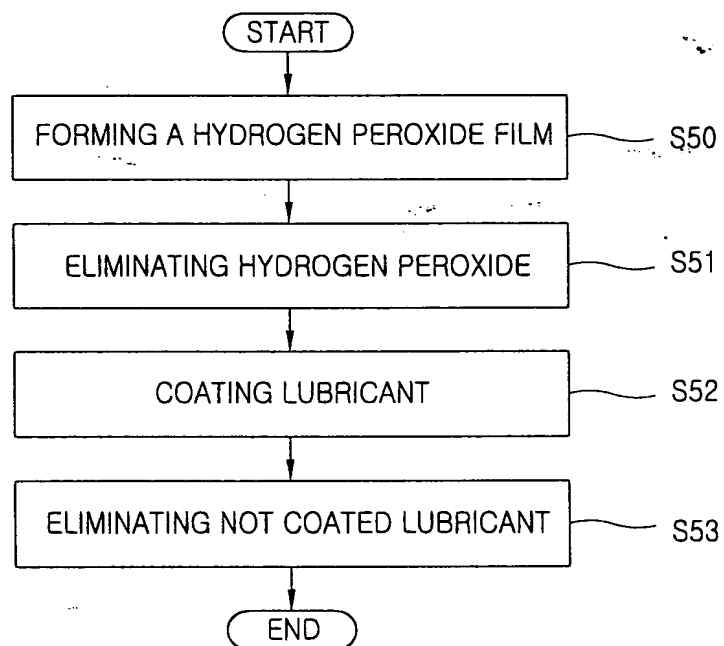 START
FORMING A HYDROGEN PEROXIDE FILM
S50
ELIMINATING HYDROGEN PEROXIDE
S51
COATING LUBRICANT
S52
ELIMINATING NOT COATED LUBRICANT
S53
END